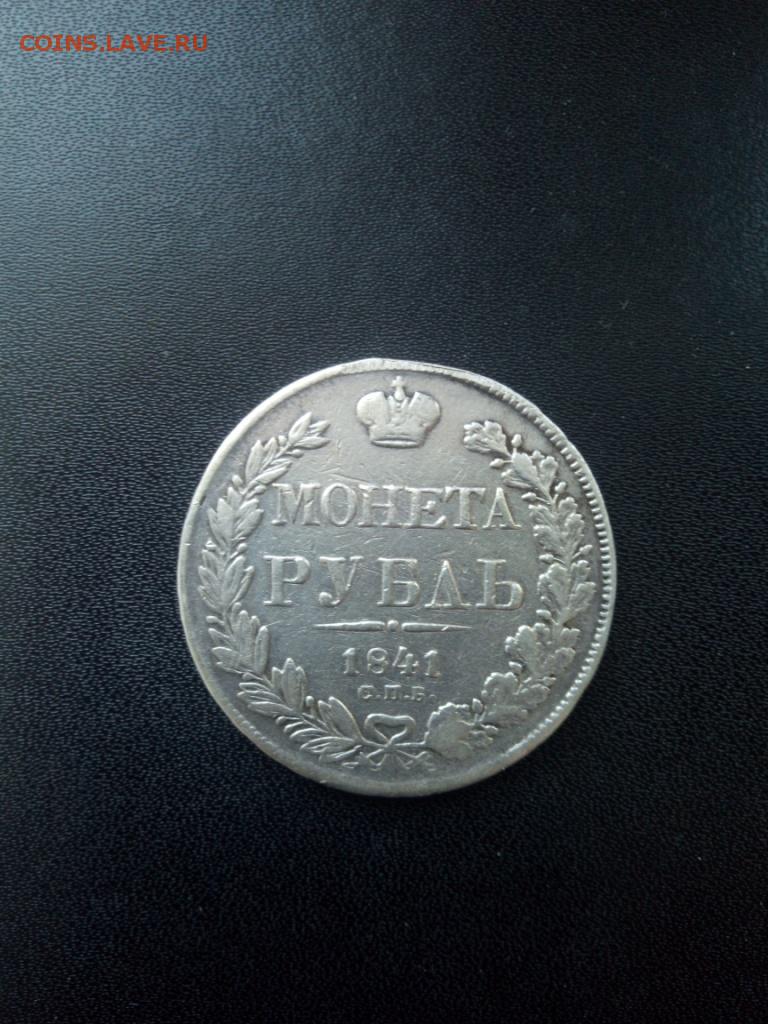 COINS.LAVE.RU
МОНЕТА
РУБЛЬ
1841
С.П.Б.